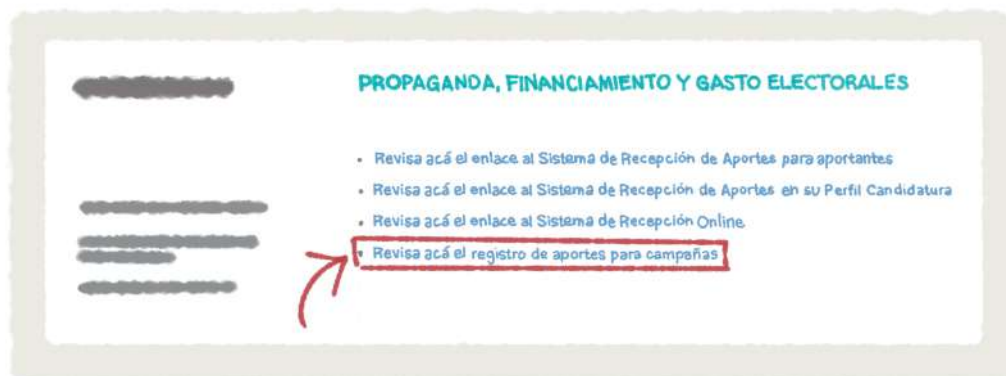 PROPAGANDA, FINANCIAMIENTO Y GASTO ELECTORALES
• Revisa acá el enlace al Sistema de Recepción de Aportes para aportantes
• Revisa acá el enlace al Sistema de Recepción de Aportes en su Perfil Candidatura
• Revisa acá el enlace al Sistema de Recepción Online
• Revisa acá el registro de aportes para campañas